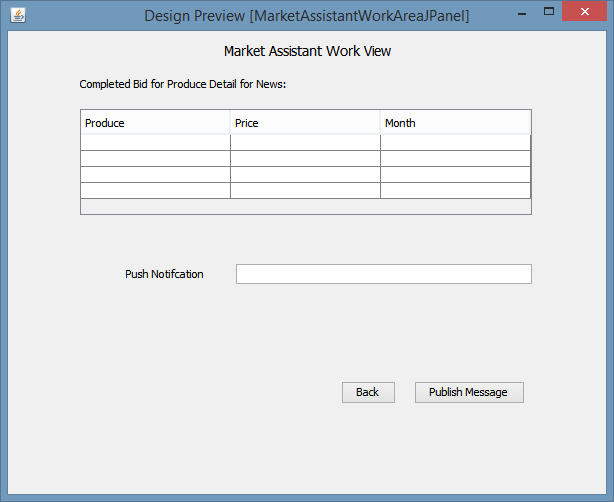 Design Preview [MarketAssistantWorkAreaJPanel]
Market Assistant Work View
Completed Bid for Produce Detail for News:
Produce Price Month
Push Notifcation
Back Publish Message